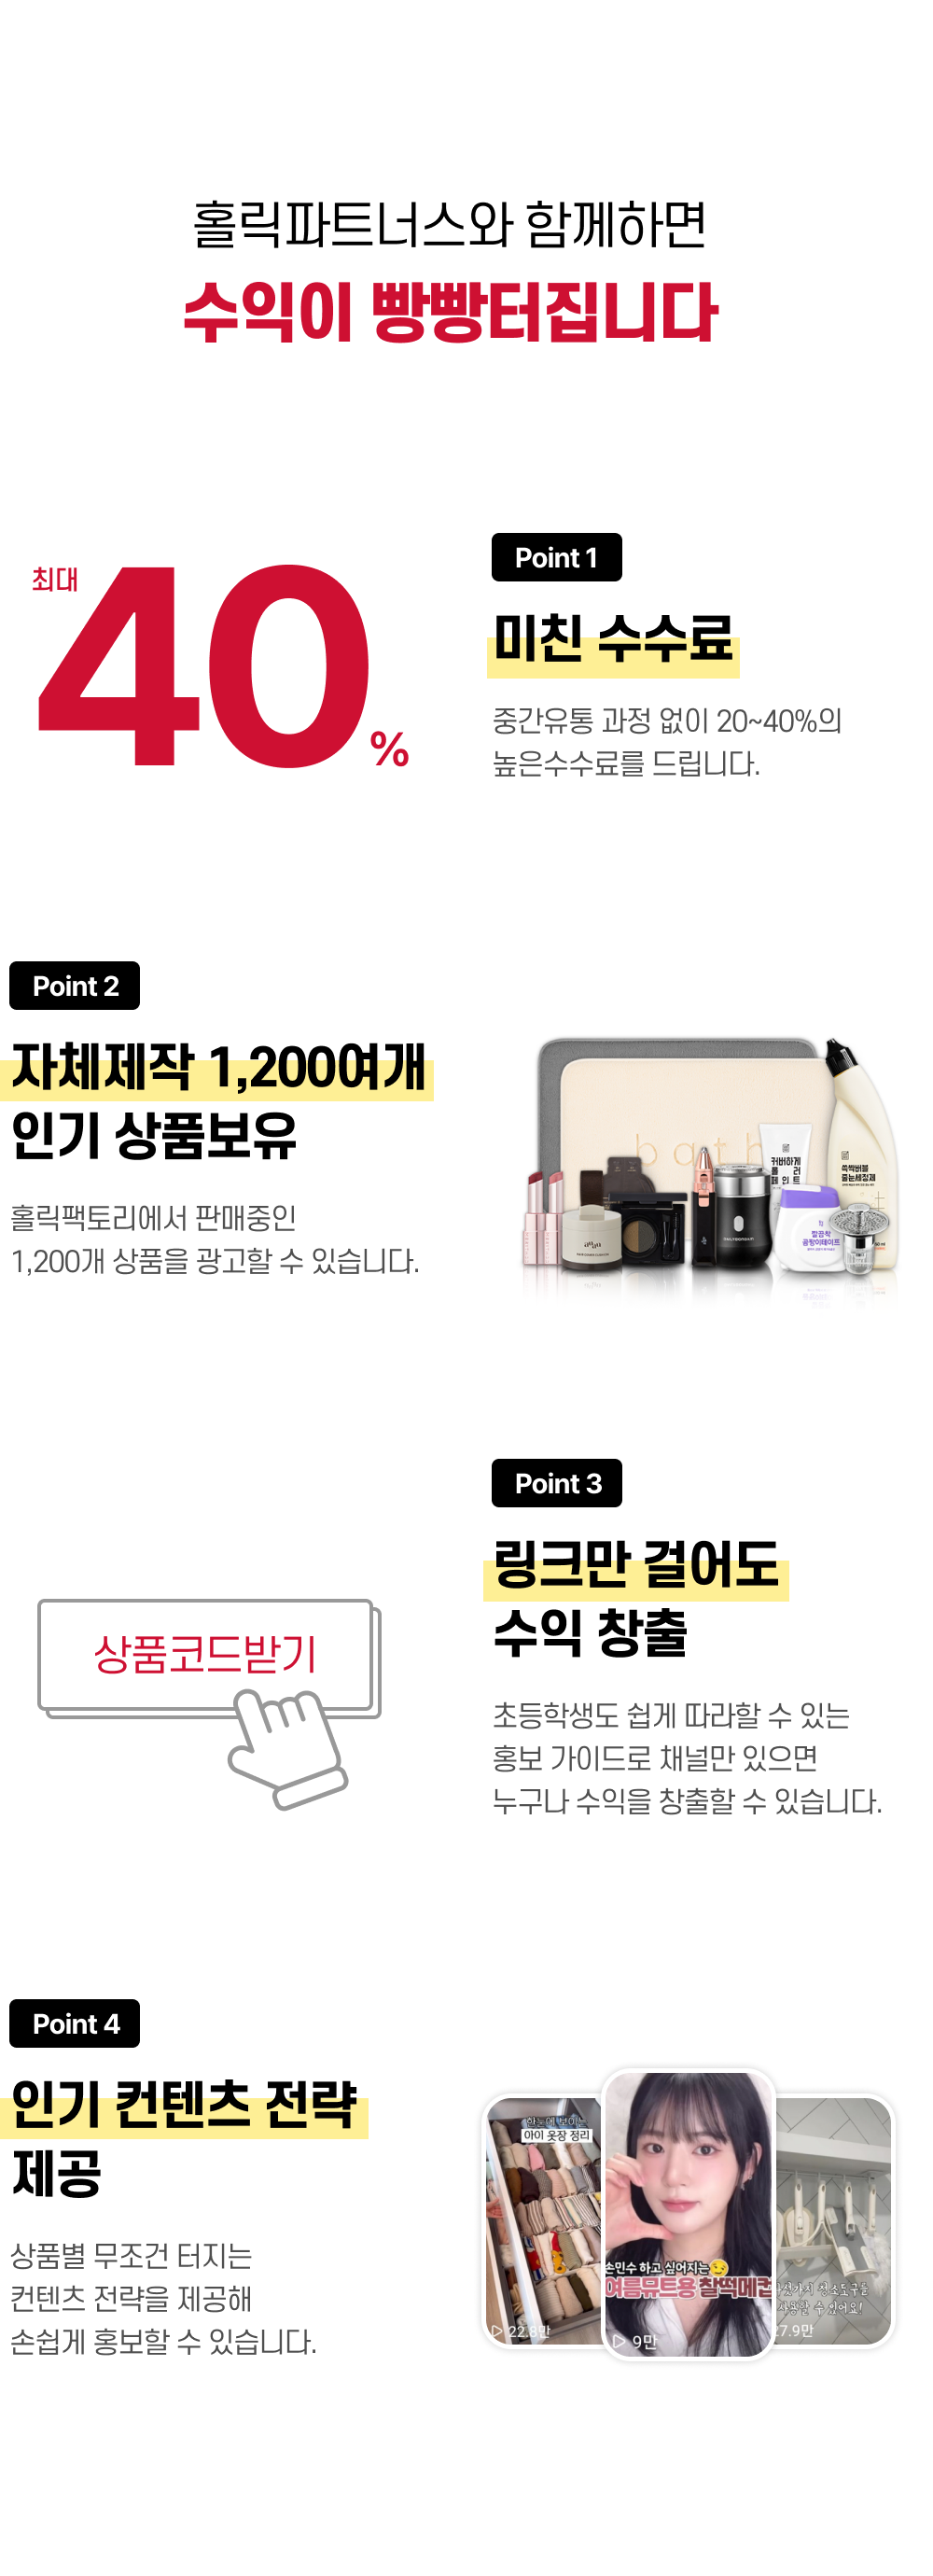 홀릭파트너스와 함께하면
수익이 빵빵터집니다
최대
40%
Point 1
미친 수수료
중간유통 과정 없이 20~40%의
높은수수료를 드립니다.
Point 2
자체제작 1,200여개
인기 상품보유
홀릭팩토리에서 판매중인
1,200개 상품을 광고할 수 있습니다.
bath
커버하게
컬러
페인트
쓱싹버블
줄눈세정제
깔끔싹
곰팡이테이프
Point 3
링크만 걸어도
수익 창출
상품코드받기
초등학생도 쉽게 따라할 수 있는
홍보 가이드로 채널만 있으면
누구나 수익을 창출할 수 있습니다.
Point 4
인기 컨텐츠 전략
제공
상품별 무조건 터지는
컨텐츠 전략을 제공해
손쉽게 홍보할 수 있습니다.
한눈에 보이는
아이 옷장 정리
22.8만
손민수 하고 싶어지는
여름뮤트용 찰떡메컵
9만
청소도구를
사용할 수 있어요!
27.9만